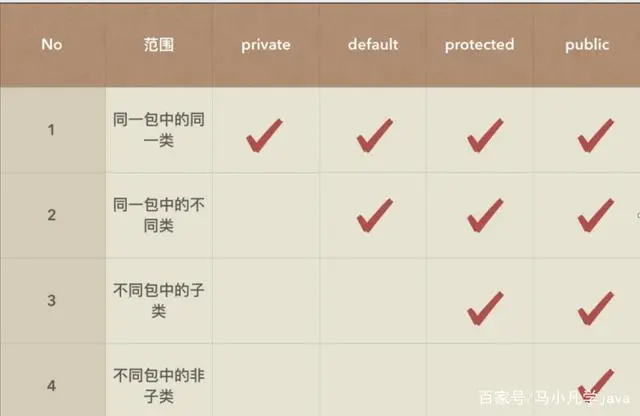 No 范围 private default protected public
1 同一包中的同
一类
2 同一包中的不
同类
3 不同包中的子
类
4 不同包中的非
子类
百家号/马小凡学java